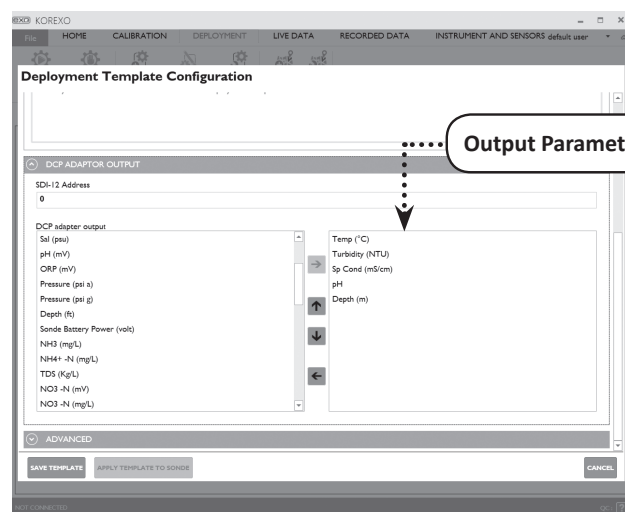 exo KOREXO
File HOME CALIBRATION DEPLOYMENT LIVE DATA RECORDED DATA INSTRUMENT AND SENSORS default user
Deployment Template Configuration
Output Paramet
DCP ADAPTOR OUTPUT
SDI-12 Address
0
DCP adapter output
Sal (psu)
pH (mV)
ORP (mV)
Pressure (psi a)
Pressure (psi g)
Depth (ft)
Sonde Battery Power (volt)
NH3 (mg/L)
NH4+ -N (mg/L)
TDS (Kg/L)
NO3 -N (mV)
NO3 -N (mg/L)
Temp (°C)
Turbidity (NTU)
Sp Cond (mS/cm)
pH
Depth (m)
ADVANCED
SAVE TEMPLATE APPLY TEMPLATE TO SONDE CANCEL
NOT CONNECTED QC: ?